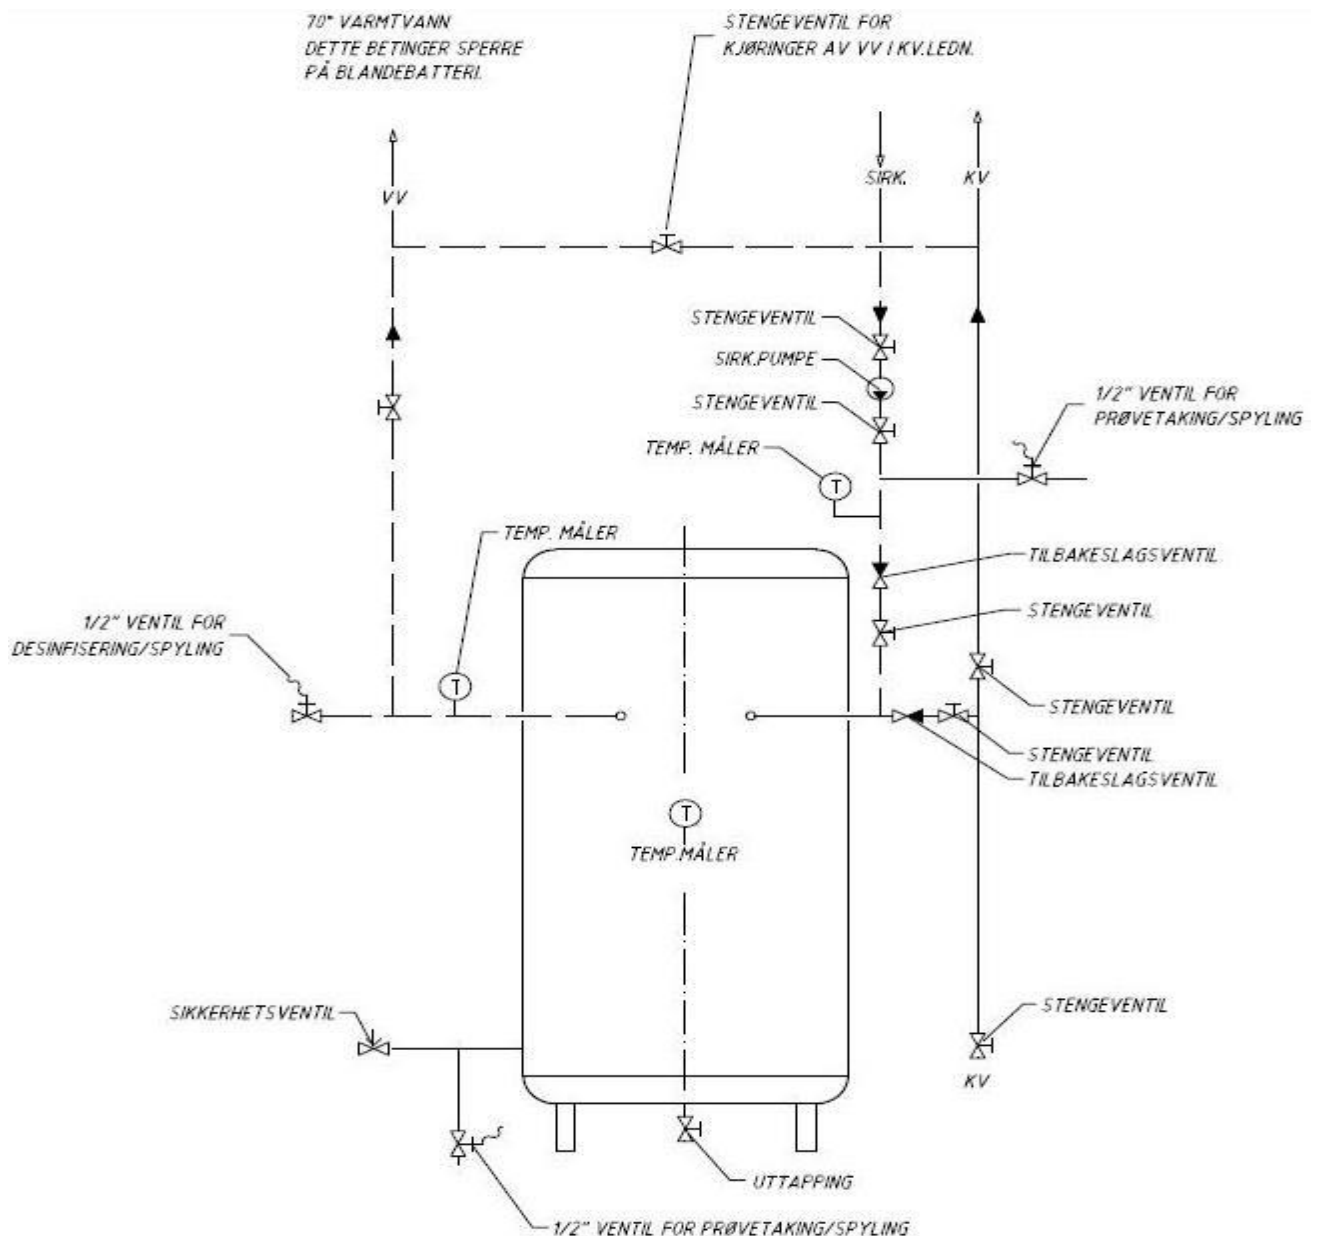 70° VARMTVANN
DETTE BETINGER SPERRE
PÅ BLANDEBATTERI.
STENGEVENTIL FOR
KJØRINGER AV VV I KV.LEDN.
VV
SIRK.
KV
STENGEVENTIL
SIRK.PUMPE
STENGEVENTIL
1/2" VENTIL FOR
PRØVETAKING/SPYLING
TEMP. MÅLER
T
TEMP. MÅLER
TILBAKESLAGSVENTIL
STENGEVENTIL
1/2" VENTIL FOR
DESINFISERING/SPYLING
T
STENGEVENTIL
STENGEVENTIL
TILBAKESLAGSVENTIL
T
TEMP.MÅLER
SIKKERHETSVENTIL
STENGEVENTIL
KV
UTTAPPING
1/2" VENTIL FOR PRØVETAKING/SPYLING